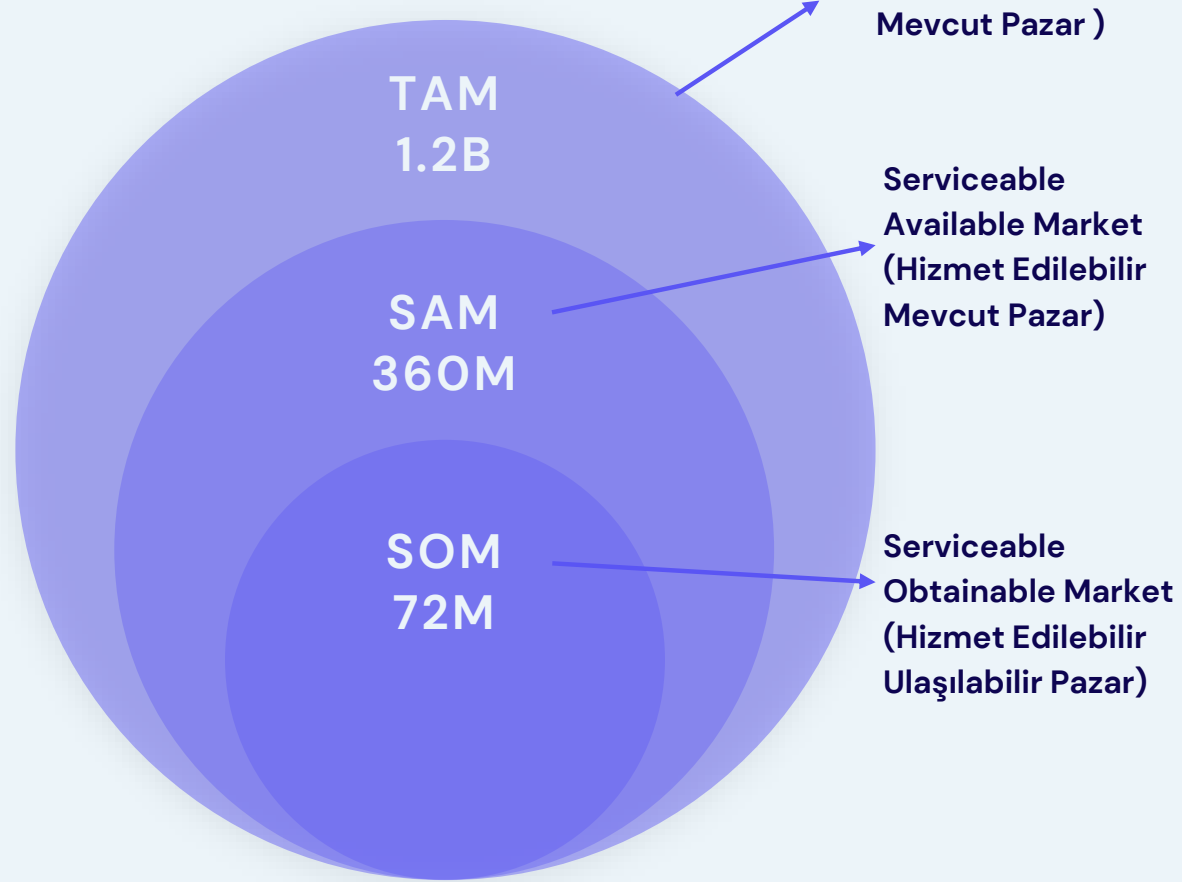 Mevcut Pazar )
TAM
1.2B
Serviceable
Available Market
(Hizmet Edilebilir
Mevcut Pazar)
SAM
360M
Serviceable
Obtainable Market
(Hizmet Edilebilir
Ulaşılabilir Pazar)
SOM
72M